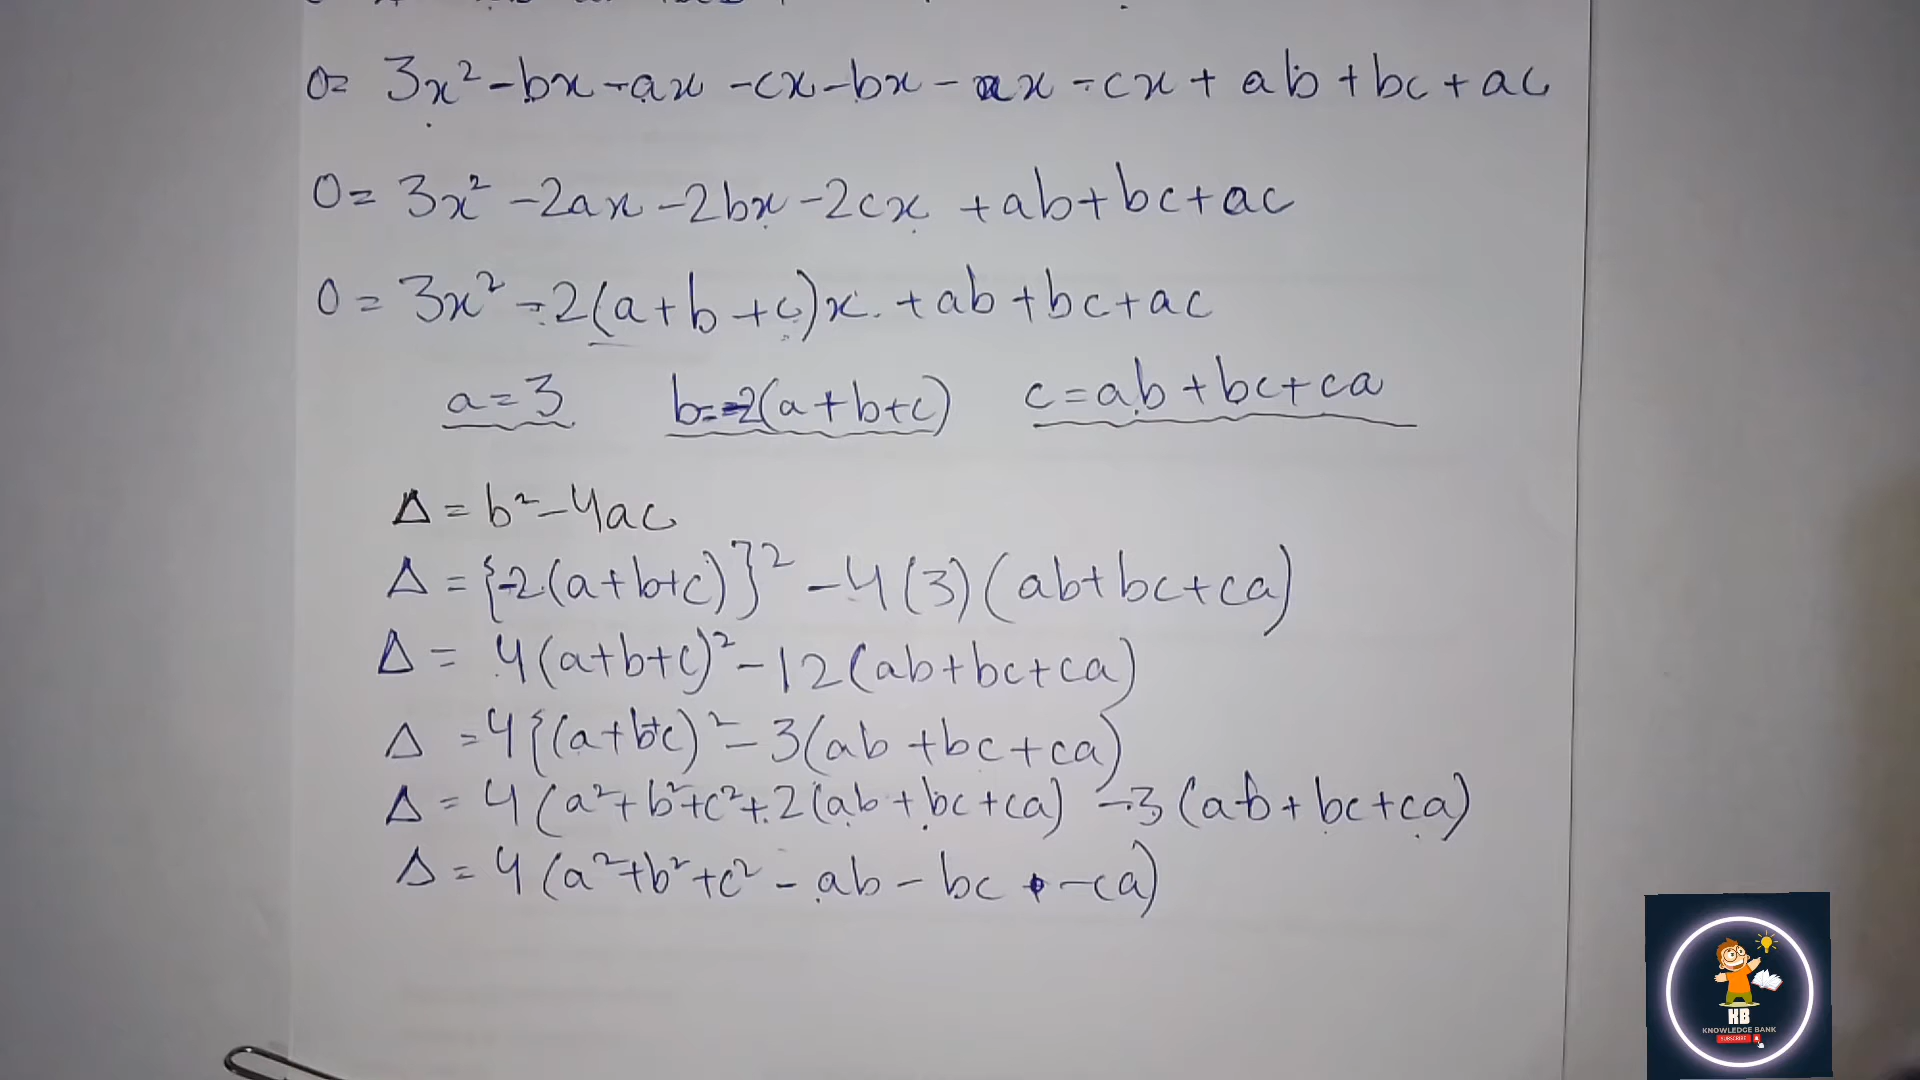 0= 3x² - bx - ax - cx - bx - ax - cx + ab + bc + ac
0 = 3x² - 2ax - 2bx - 2cx + ab + bc + ac
0 = 3x² - 2(a+b+c)x + ab + bc + ac
a = 3 b = -2(a+b+c) c = ab + bc + ca
Δ = b² - 4ac
Δ = {-2(a+b+c)}² - 4(3)(ab+bc+ca)
Δ = 4(a+b+c)² - 12(ab+bc+ca)
Δ = 4{(a+b+c)² - 3(ab+bc+ca)
Δ = 4(a²+b²+c²+2(ab+bc+ca) - 3(ab+bc+ca)
Δ = 4(a²+b²+c² - ab - bc - ca)
KB
KNOWLEDGE BANK
SUBSCRIBE